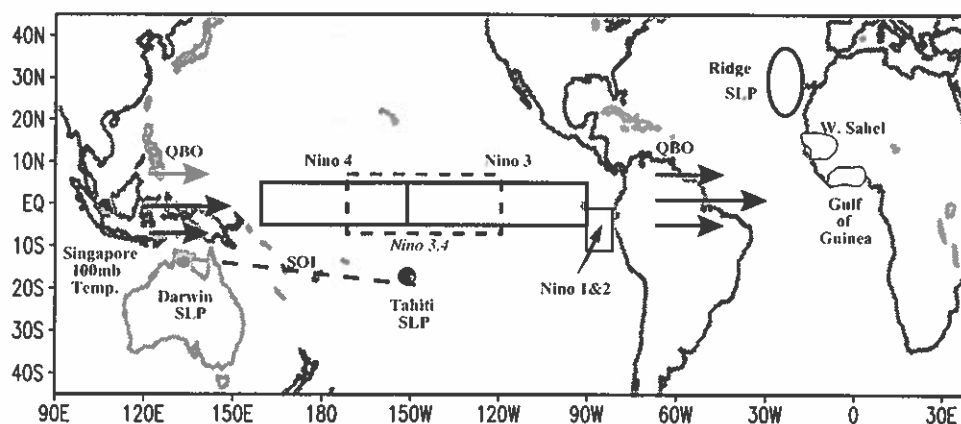 40N
30N
20N
10N
EQ
10S
20S
30S
40S
90E
120E
150E
180
150W
120W
90W
60W
30W
0
30E
Ridge
SLP
W. Sahel
QBO
Nino 4
Nino 3
QBO
Gulf
of
Guinea
Nino 3.4
Singapore
100mb
Temp.
SOI
Nino 1&2
Darwin
SLP
Tahiti
SLP